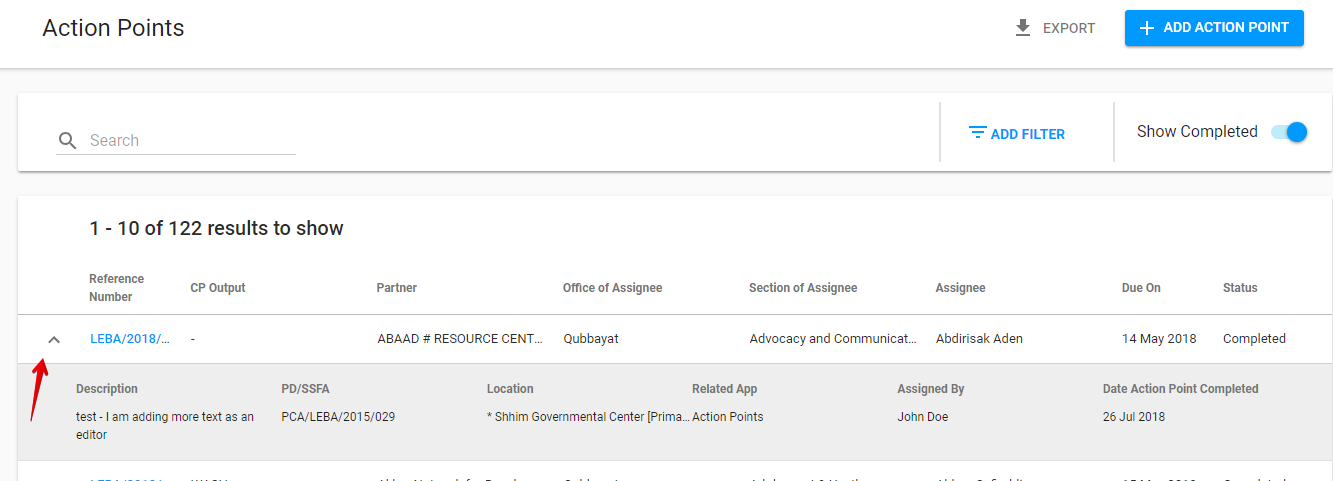 Action Points
EXPORT
ADD ACTION POINT
Search
ADD FILTER
Show Completed
1 - 10 of 122 results to show
Reference Number CP Output Partner Office of Assignee Section of Assignee Assignee Due On Status
LEBA/2018/... - ABAAD # RESOURCE CENT... Qubbayat Advocacy and Communicat... Abdirisak Aden 14 May 2018 Completed
Description PD/SSFA Location Related App Assigned By Date Action Point Completed
test - I am adding more text as an PCA/LEBA/2015/029 * Shhim Governmental Center [Prima... Action Points John Doe 26 Jul 2018
editor